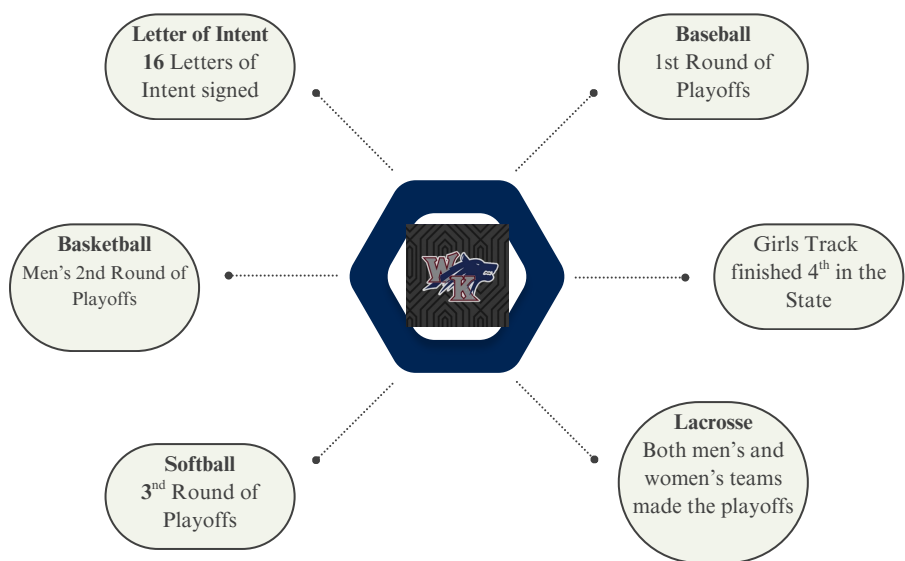 Letter of Intent
16 Letters of
Intent signed
Baseball
1st Round of
Playoffs
Basketball
Men’s 2nd Round of
Playoffs
WK
Girls Track
finished 4th in the
State
Softball
3nd Round of
Playoffs
Lacrosse
Both men’s and
women’s teams
made the playoffs